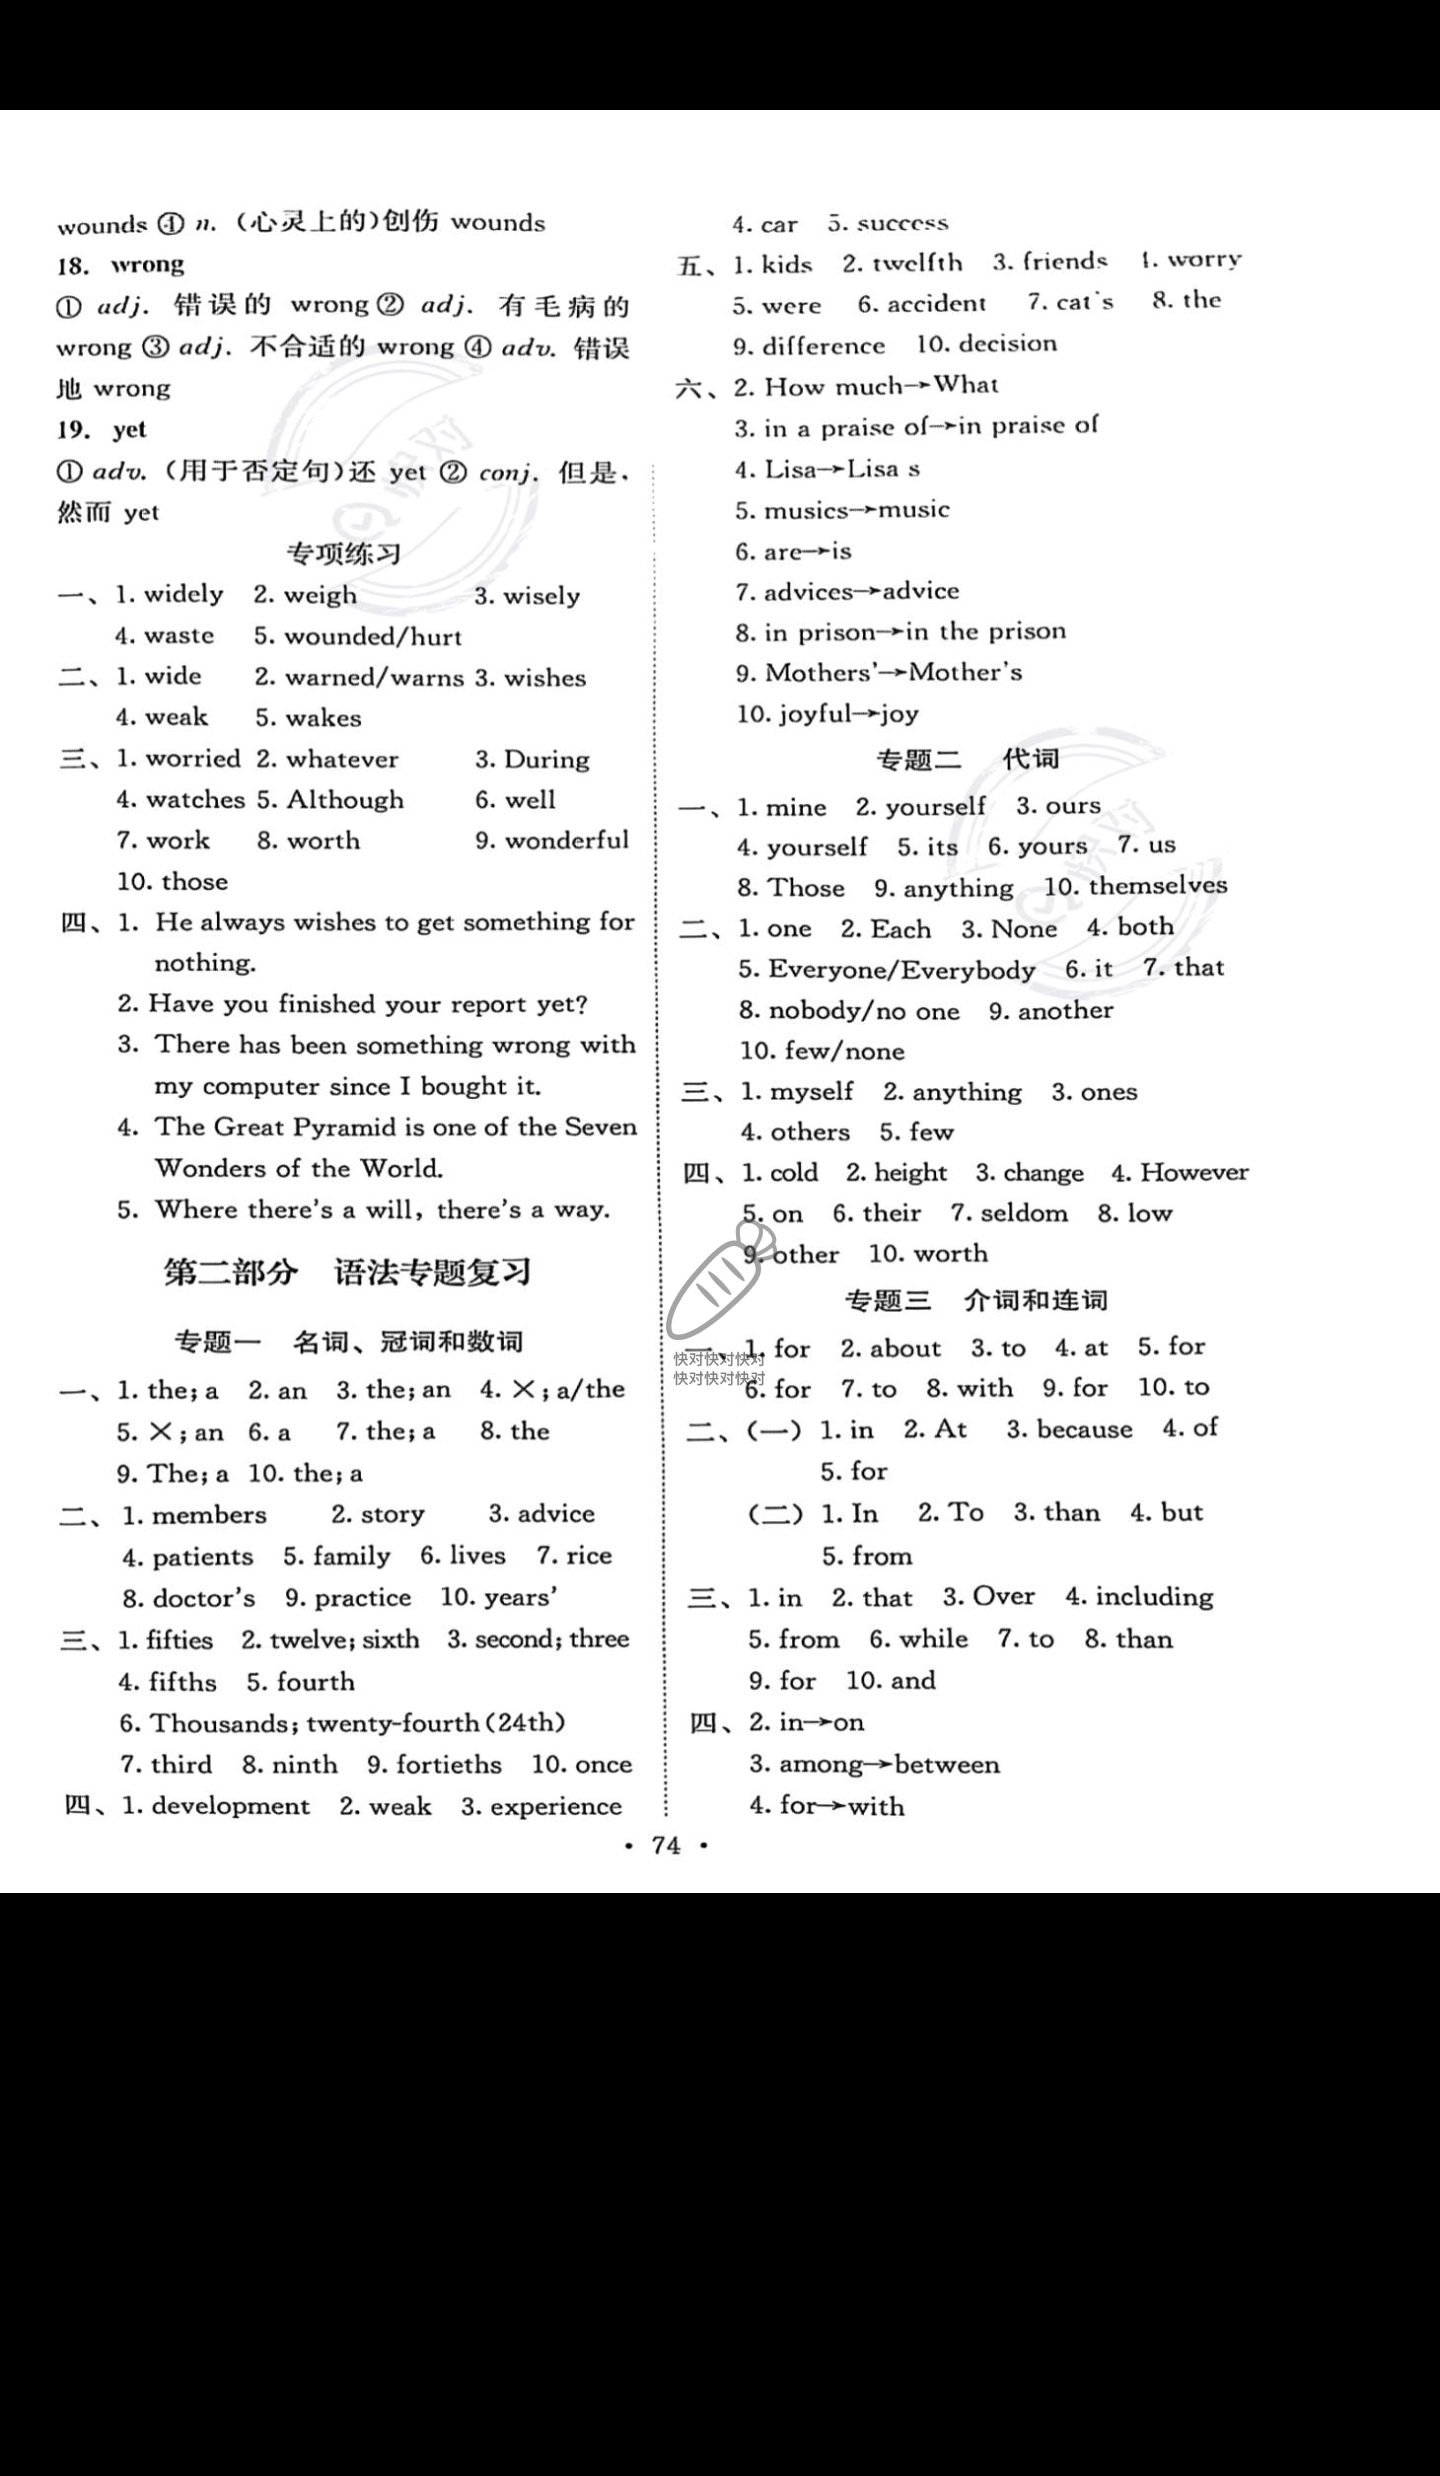 wounds ④ n. (心灵上的)创伤 wounds
18. wrong
① adj. 错误的 wrong ② adj. 有毛病的
wrong ③ adj. 不合适的 wrong ④ adv. 错误
地 wrong
19. yet
① adv. (用于否定句)还 yet ② conj. 但是,
然而 yet
专项练习
一、1. widely 2. weigh 3. wisely
4. waste 5. wounded/hurt
二、1. wide 2. warned/warns 3. wishes
4. weak 5. wakes
三、1. worried 2. whatever 3. During
4. watches 5. Although 6. well
7. work 8. worth 9. wonderful
10. those
四、1. He always wishes to get something for
nothing.
2. Have you finished your report yet?
3. There has been something wrong with
my computer since I bought it.
4. The Great Pyramid is one of the Seven
Wonders of the World.
5. Where there's a will, there's a way.
第二部分 语法专题复习
专题一 名词、冠词和数词
一、1. the; a 2. an 3. the; an 4. ×; a/the
5. ×; an 6. a 7. the; a 8. the
9. The; a 10. the; a
二、1. members 2. story 3. advice
4. patients 5. family 6. lives 7. rice
8. doctor's 9. practice 10. years'
三、1. fifties 2. twelve; sixth 3. second; three
4. fifths 5. fourth
6. Thousands; twenty-fourth(24th)
7. third 8. ninth 9. fortieths 10. once
四、1. development 2. weak 3. experience
4. car 5. success
五、1. kids 2. twelfth 3. friends 4. worry
5. were 6. accident 7. cat's 8. the
9. difference 10. decision
六、2. How much→What
3. in a praise of→in praise of
4. Lisa→Lisa s
5. musics→music
6. are→is
7. advices→advice
8. in prison→in the prison
9. Mothers'→Mother's
10. joyful→joy
专题二 代词
一、1. mine 2. yourself 3. ours
4. yourself 5. its 6. yours 7. us
8. Those 9. anything 10. themselves
二、1. one 2. Each 3. None 4. both
5. Everyone/Everybody 6. it 7. that
8. nobody/no one 9. another
10. few/none
三、1. myself 2. anything 3. ones
4. others 5. few
四、1. cold 2. height 3. change 4. However
5. on 6. their 7. seldom 8. low
9. other 10. worth
专题三 介词和连词
一、1. for 2. about 3. to 4. at 5. for
快对快对快对
快对快对快对
6. for 7. to 8. with 9. for 10. to
二、(一) 1. in 2. At 3. because 4. of
5. for
(二) 1. In 2. To 3. than 4. but
5. from
三、1. in 2. that 3. Over 4. including
5. from 6. while 7. to 8. than
9. for 10. and
四、2. in→on
3. among→between
4. for→with
• 74 •
快对
快对